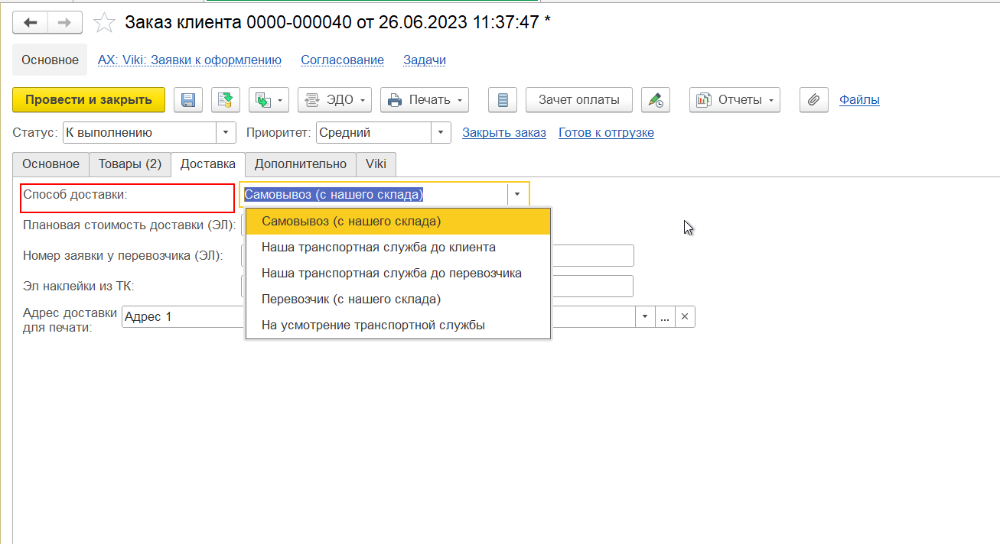 Заказ клиента 0000-000040 от 26.06.2023 11:37:47 *
Основное АХ: Viki: Заявки к оформлению Согласование Задачи
Провести и закрыть ЭДО Печать Зачет оплаты Отчеты Файлы
Статус: К выполнению Приоритет: Средний Закрыть заказ Готов к отгрузке
Основное Товары (2) Доставка Дополнительно Viki
Способ доставки: Самовывоз (с нашего склада)
Самовывоз (с нашего склада)
Плановая стоимость доставки (ЭЛ):
Наша транспортная служба до клиента
Номер заявки у перевозчика (ЭЛ):
Наша транспортная служба до перевозчика
Эл наклейки из ТК:
Перевозчик (с нашего склада)
Адрес доставки
для печати:
Адрес 1
...
На усмотрение транспортной службы